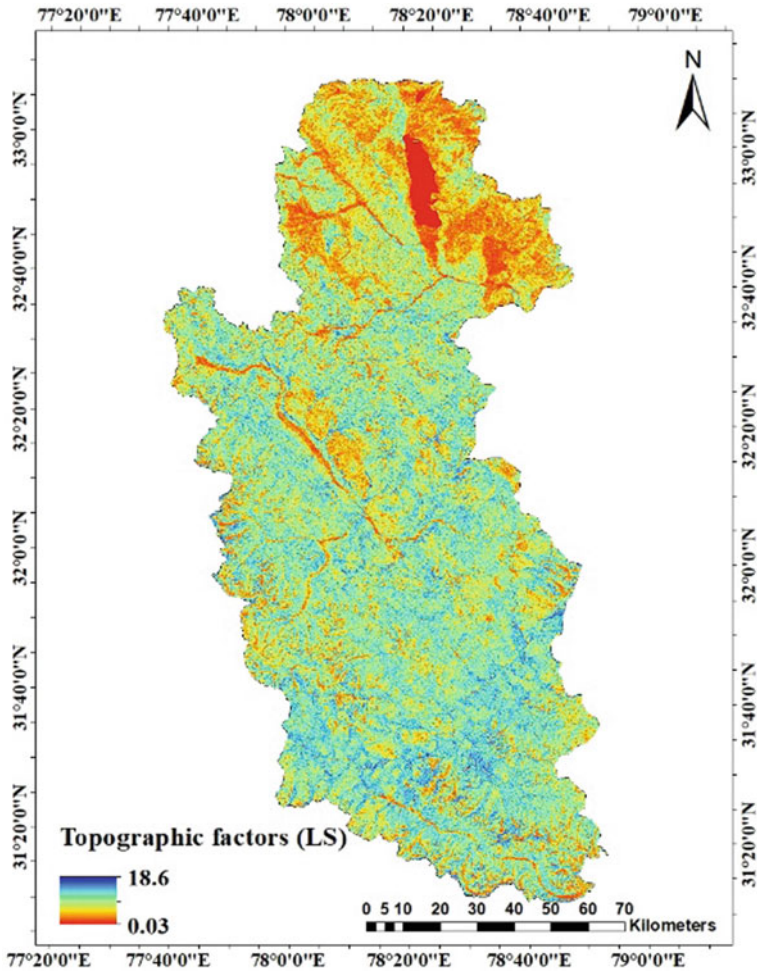 77°20'0"E 77°40'0"E 78°0'0"E 78°20'0"E 78°40'0"E 79°0'0"E
N
33°0'0"N 33°0'0"N
32°40'0"N 32°40'0"N
32°20'0"N 32°20'0"N
32°0'0"N 32°0'0"N
31°40'0"N 31°40'0"N
31°20'0"N 31°20'0"N
Topographic factors (LS)
18.6
0.03
0 5 10 20 30 40 50 60 70
Kilometers
77°20'0"E 77°40'0"E 78°0'0"E 78°20'0"E 78°40'0"E 79°0'0"E